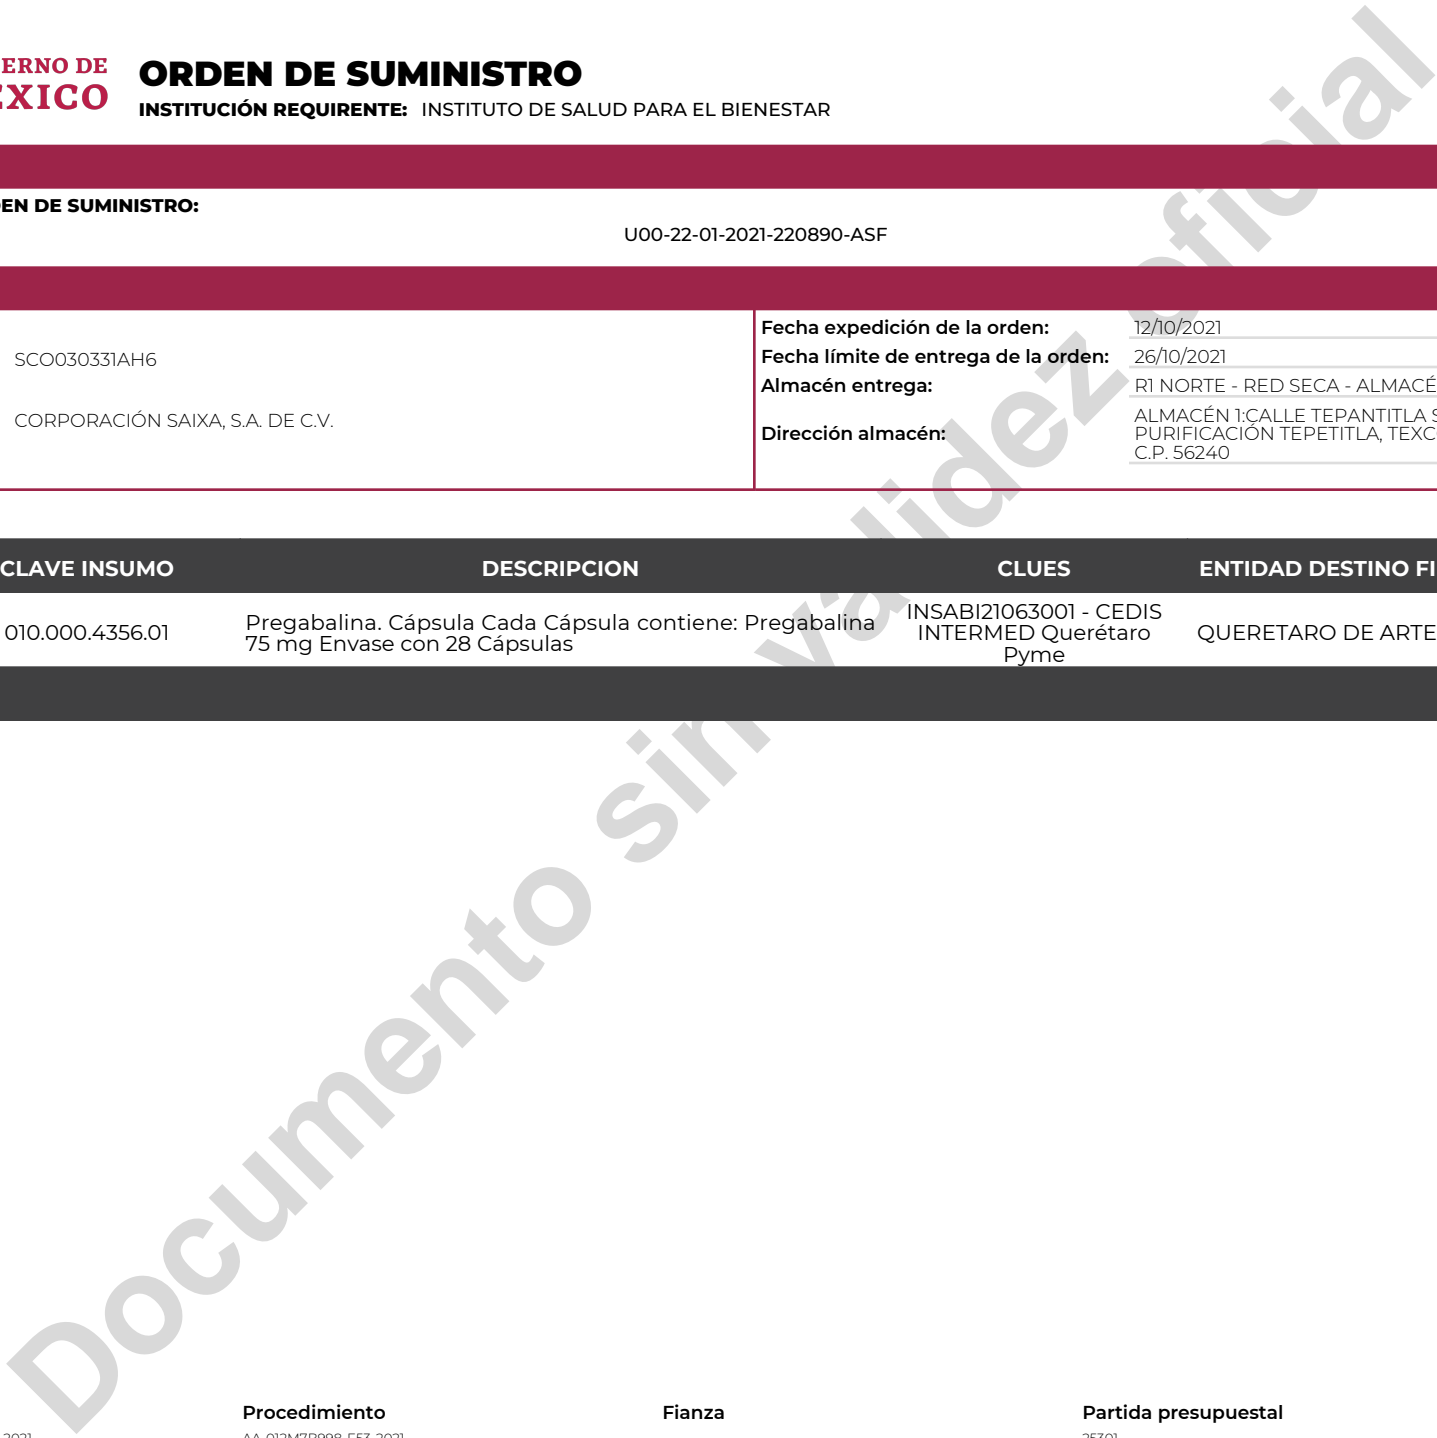 ERNO DE
EXICO
ORDEN DE SUMINISTRO
INSTITUCIÓN REQUIRENTE: INSTITUTO DE SALUD PARA EL BIENESTAR
EN DE SUMINISTRO:
U00-22-01-2021-220890-ASF
SCO030331AH6
CORPORACIÓN SAIXA, S.A. DE C.V.
Fecha expedición de la orden: 12/10/2021
Fecha límite de entrega de la orden: 26/10/2021
Almacén entrega: R1 NORTE - RED SECA - ALMACÉ
Dirección almacén: ALMACÉN 1:CALLE TEPANTITLA S
PURIFICACIÓN TEPETITLA, TEXC
C.P. 56240
CLAVE INSUMO DESCRIPCION CLUES ENTIDAD DESTINO FI
010.000.4356.01
Pregabalina. Cápsula Cada Cápsula contiene: Pregabalina
75 mg Envase con 28 Cápsulas
INSABI21063001 - CEDIS
INTERMED Querétaro
Pyme
QUERETARO DE ARTE
Documento sin validez oficial
Procedimiento Fianza Partida presupuestal